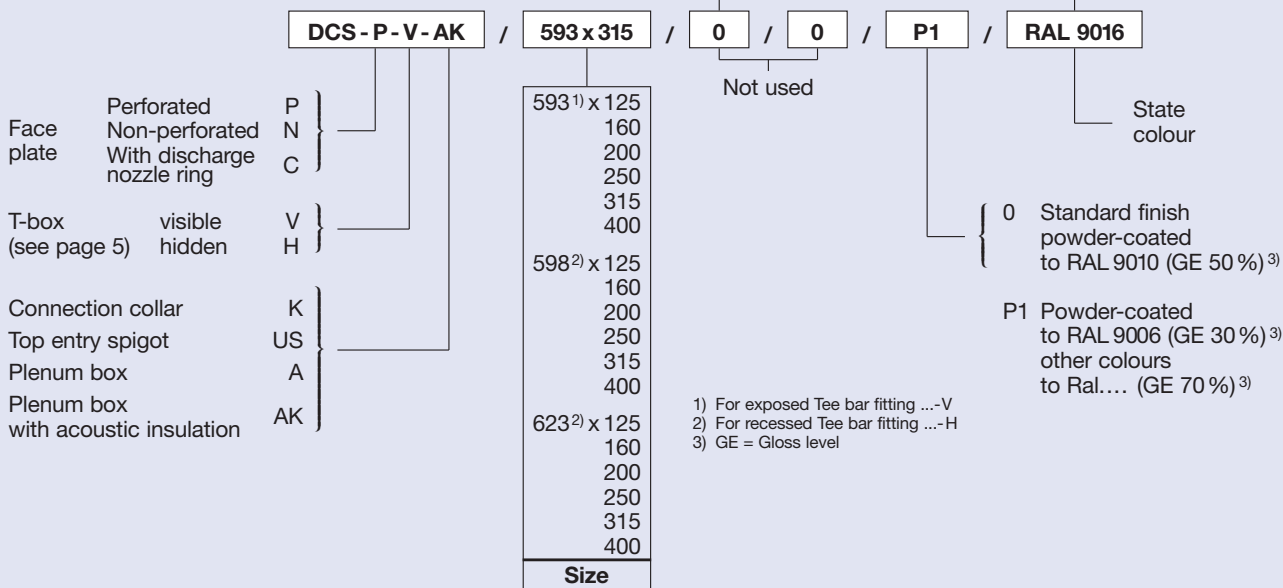 DCS - P - V - AK / 593 x 315 / 0 / 0 / P1 / RAL 9016
Not used
State
colour
Face
plate
Perforated P
Non-perforated N
With discharge
nozzle ring C
T-box visible V
(see page 5) hidden H
Connection collar K
Top entry spigot US
Plenum box A
Plenum box
with acoustic insulation AK
593 1) x 125
160
200
250
315
400
598 2) x 125
160
200
250
315
400
623 2) x 125
160
200
250
315
400
Size
0 Standard finish
powder-coated
to RAL 9010 (GE 50 %) 3)
P1 Powder-coated
to RAL 9006 (GE 30 %) 3)
other colours
to Ral.... (GE 70 %) 3)
1) For exposed Tee bar fitting ...-V
2) For recessed Tee bar fitting ...-H
3) GE = Gloss level